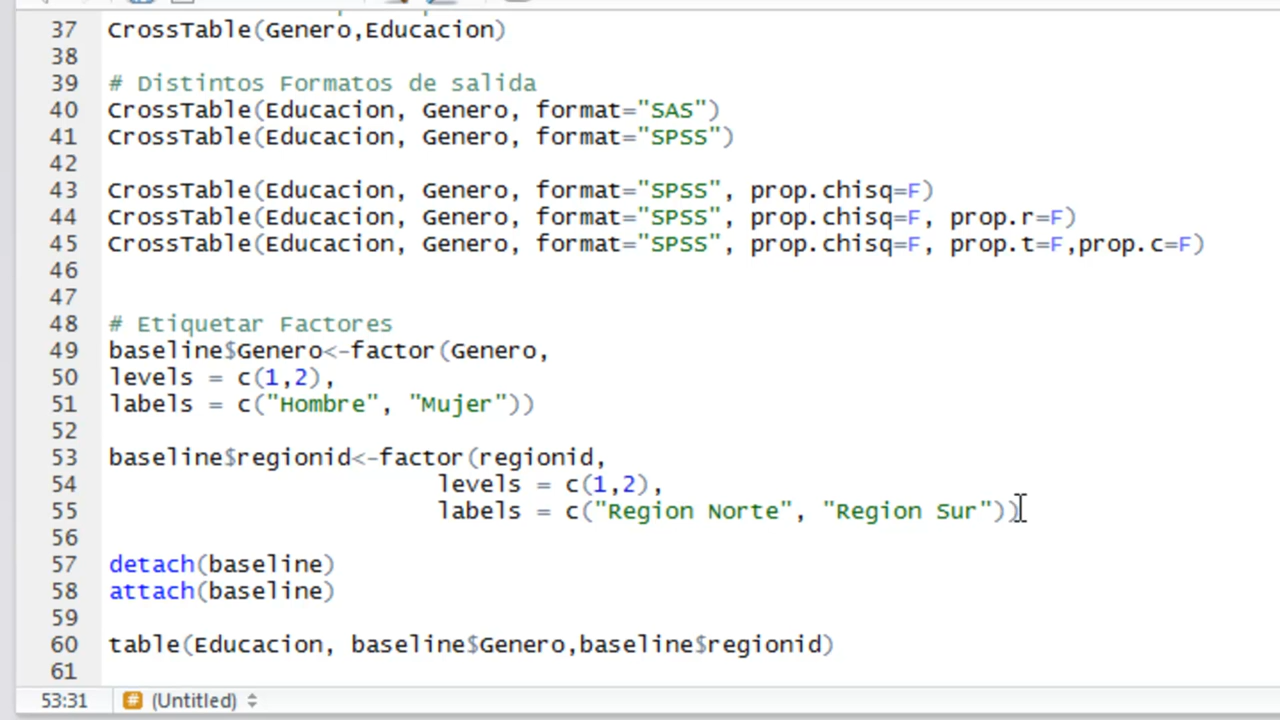 37 CrossTable(Genero,Educacion)
38
39 # Distintos Formatos de salida
40 CrossTable(Educacion, Genero, format="SAS")
41 CrossTable(Educacion, Genero, format="SPSS")
42
43 CrossTable(Educacion, Genero, format="SPSS", prop.chisq=F)
44 CrossTable(Educacion, Genero, format="SPSS", prop.chisq=F, prop.r=F)
45 CrossTable(Educacion, Genero, format="SPSS", prop.chisq=F, prop.t=F,prop.c=F)
46
47
48 # Etiquetar Factores
49 baseline$Genero<-factor(Genero,
50 levels = c(1,2),
51 labels = c("Hombre", "Mujer"))
52
53 baseline$regionid<-factor(regionid,
54 levels = c(1,2),
55 labels = c("Region Norte", "Region Sur"))
56
57 detach(baseline)
58 attach(baseline)
59
60 table(Educacion, baseline$Genero,baseline$regionid)
61
53:31 # (Untitled)